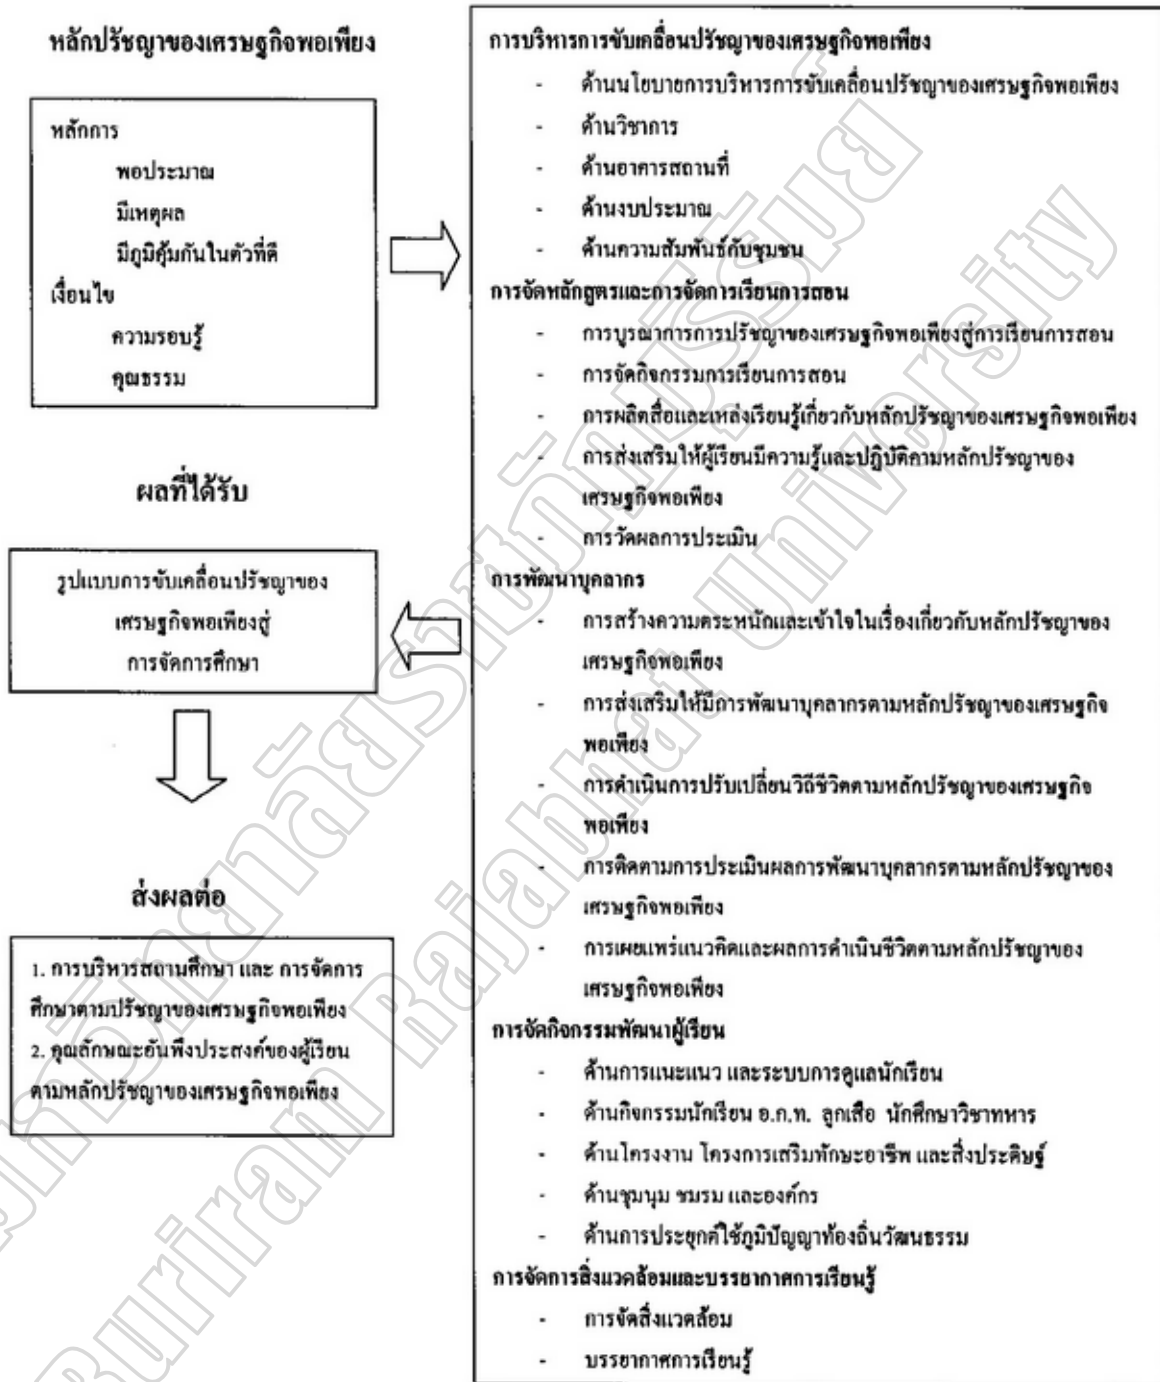 หลักปรัชญาของเศรษฐกิจพอเพียง
หลักการ
พอประมาณ
มีเหตุผล
มีภูมิคุ้มกันในตัวที่ดี
เงื่อนไข
ความรอบรู้
คุณธรรม
การบริหารการขับเคลื่อนปรัชญาของเศรษฐกิจพอเพียง
- ด้านนโยบายการบริหารการขับเคลื่อนปรัชญาของเศรษฐกิจพอเพียง
- ด้านวิชาการ
- ด้านอาคารสถานที่
- ด้านงบประมาณ
- ด้านความสัมพันธ์กับชุมชน
การจัดหลักสูตรและการจัดการเรียนการสอน
- การบูรณาการการปรัชญาของเศรษฐกิจพอเพียงสู่การเรียนการสอน
- การจัดกิจกรรมการเรียนการสอน
- การผลิตสื่อและแหล่งเรียนรู้เกี่ยวกับหลักปรัชญาของเศรษฐกิจพอเพียง
- การส่งเสริมให้ผู้เรียนมีความรู้และปฏิบัติตามหลักปรัชญาของ
เศรษฐกิจพอเพียง
- การวัดผลการประเมิน
การพัฒนาบุคลากร
- การสร้างความตระหนักและเข้าใจในเรื่องเกี่ยวกับหลักปรัชญาของ
เศรษฐกิจพอเพียง
- การส่งเสริมให้มีการพัฒนาบุคลากรตามหลักปรัชญาของเศรษฐกิจ
พอเพียง
- การดำเนินการปรับเปลี่ยนวิถีชีวิตตามหลักปรัชญาของเศรษฐกิจ
พอเพียง
- การติดตามการประเมินผลการพัฒนาบุคลากรตามหลักปรัชญาของ
เศรษฐกิจพอเพียง
- การเผยแพร่แนวคิดและผลการดำเนินชีวิตตามหลักปรัชญาของ
เศรษฐกิจพอเพียง
การจัดกิจกรรมพัฒนาผู้เรียน
- ด้านการแนะแนว และระบบการดูแลนักเรียน
- ด้านกิจกรรมนักเรียน อ.ก.ท. ลูกเสือ นักศึกษาวิชาทหาร
- ด้านโครงงาน โครงการเสริมทักษะอาชีพ และสิ่งประดิษฐ์
- ด้านชุมนุม ชมรม และองค์กร
- ด้านการประยุกต์ใช้ภูมิปัญญาท้องถิ่นวัฒนธรรม
การจัดการสิ่งแวดล้อมและบรรยากาศการเรียนรู้
- การจัดสิ่งแวดล้อม
- บรรยากาศการเรียนรู้
ผลที่ได้รับ
รูปแบบการขับเคลื่อนปรัชญาของ
เศรษฐกิจพอเพียงสู่
การจัดการศึกษา
ส่งผลต่อ
1. การบริหารสถานศึกษา และ การจัดการ
ศึกษาตามปรัชญาของเศรษฐกิจพอเพียง
2. คุณลักษณะอันพึงประสงค์ของผู้เรียน
ตามหลักปรัชญาของเศรษฐกิจพอเพียง
Buriram Rajabhat University